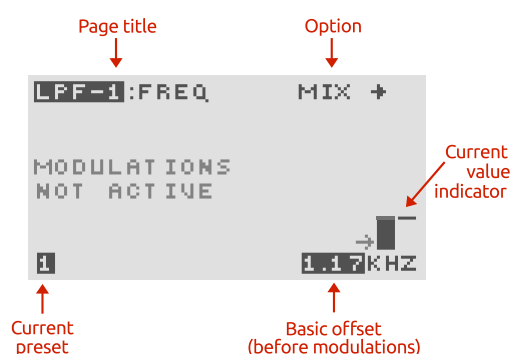 Page title
Option
LPF-1:FREQ MIX →
MODULATIONS
NOT ACTIVE
Current
value
indicator
1
1.17KHZ
Current
preset
Basic offset
(before modulations)